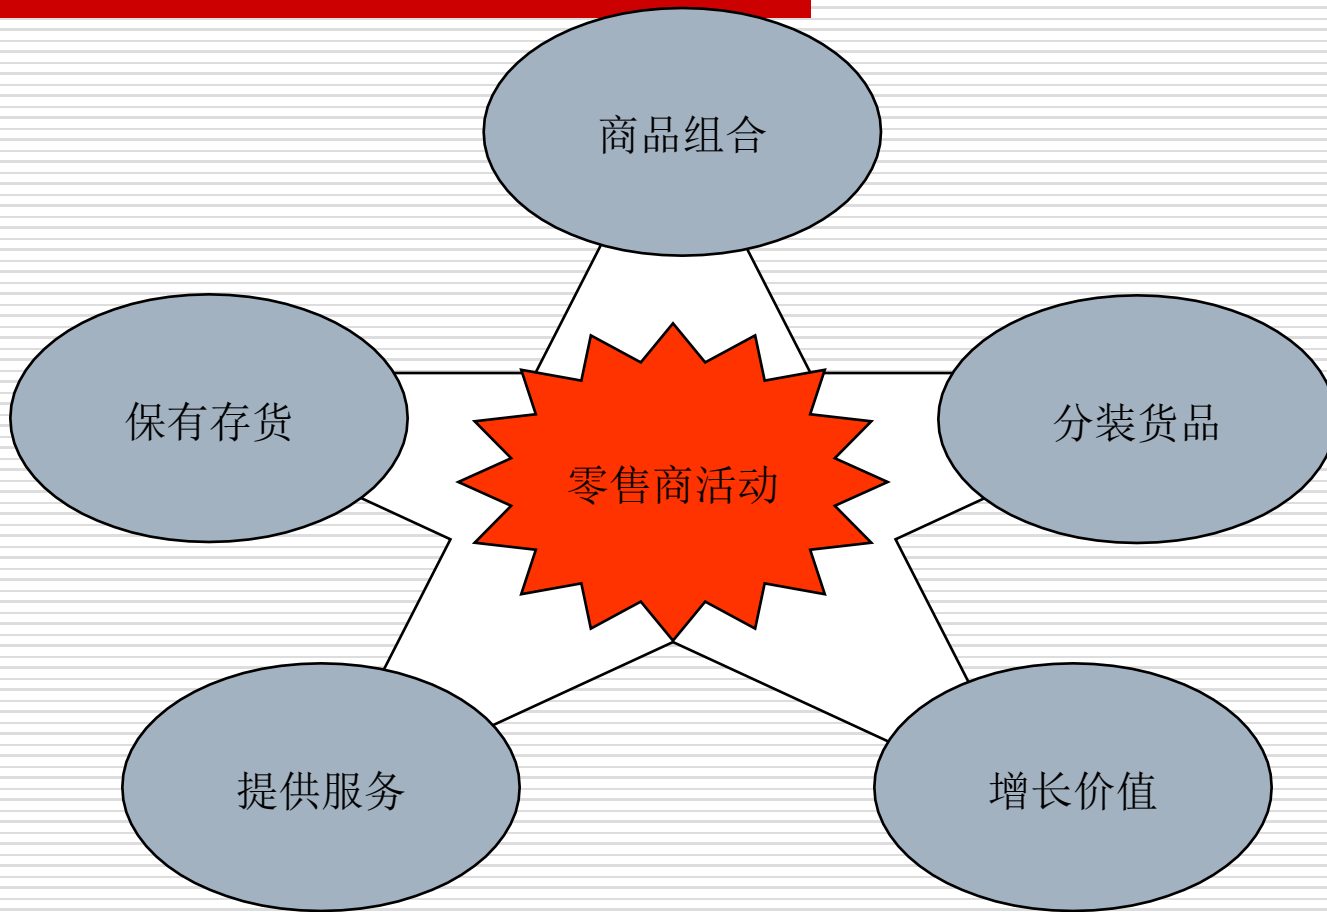 商品组合
保有存货
分装货品
零售商活动
提供服务
增长价值